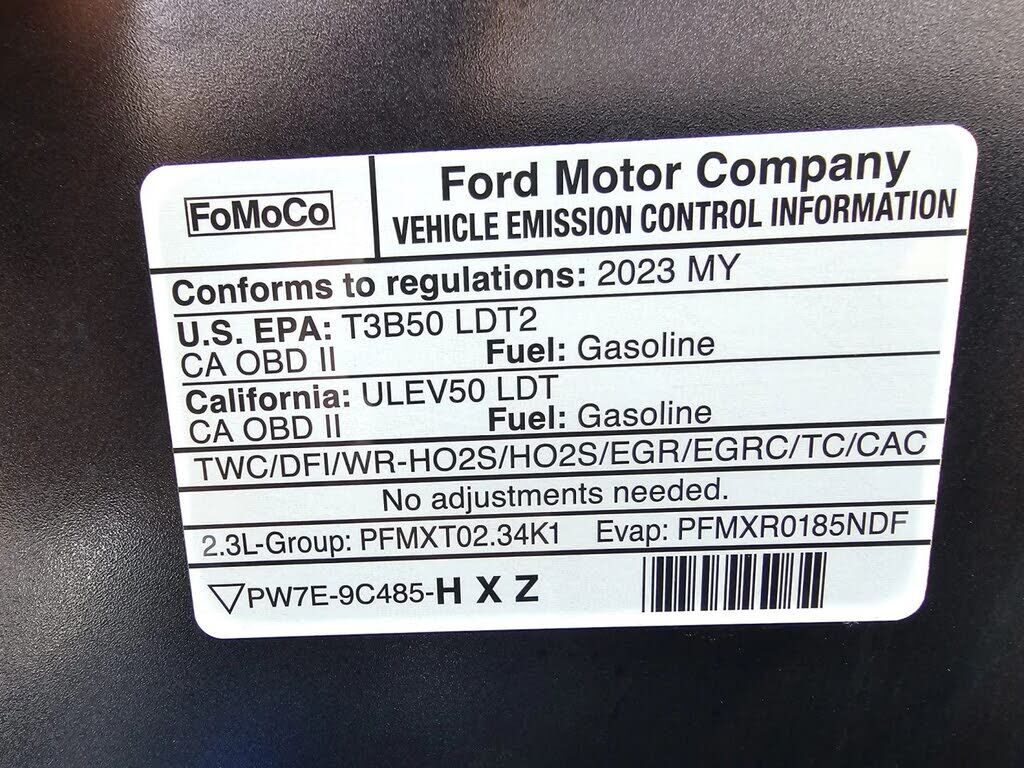 FoMoCo
Ford Motor Company
VEHICLE EMISSION CONTROL INFORMATION
Conforms to regulations: 2023 MY
U.S. EPA: T3B50 LDT2
CA OBD II Fuel: Gasoline
California: ULEV50 LDT
CA OBD II Fuel: Gasoline
TWC/DFI/WR-HO2S/HO2S/EGR/EGRC/TC/CAC
No adjustments needed.
2.3L-Group: PFMXT02.34K1 Evap: PFMXR0185NDF
PW7E-9C485-H X Z